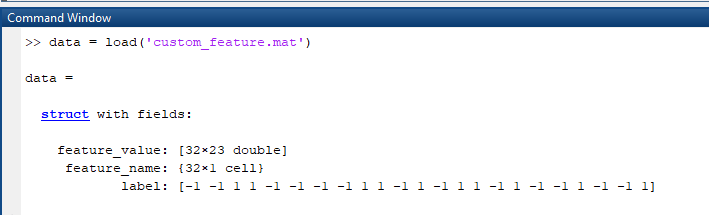 Command Window
>> data = load('custom_feature.mat')
data =
struct with fields:
feature_value: [32×23 double]
feature_name: {32×1 cell}
label: [-1 -1 1 1 -1 -1 -1 -1 1 1 -1 1 -1 1 1 -1 1 -1 -1 1 -1 -1 1]